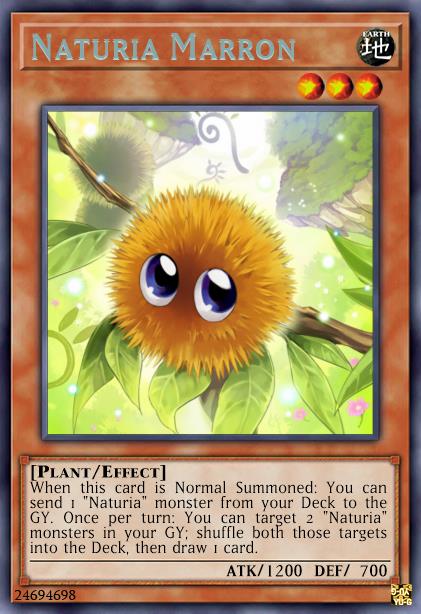 Naturia Marron
EARTH
地
[Plant/Effect]
When this card is Normal Summoned: You can
send 1 "Naturia" monster from your Deck to the
GY. Once per turn: You can target 2 "Naturia"
monsters in your GY; shuffle both those targets
into the Deck, then draw 1 card.
ATK/1200 DEF/ 700
24694698